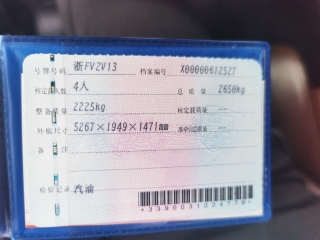 号牌号码 浙FV2V13 档案编号 X00000612527
核定载人数 4人 总质量 2650kg
整备质量 2225kg 核定载质量 --
外廓尺寸 5267×1949×1471mm 准牵引总质量 --
备注
检验记录 汽油